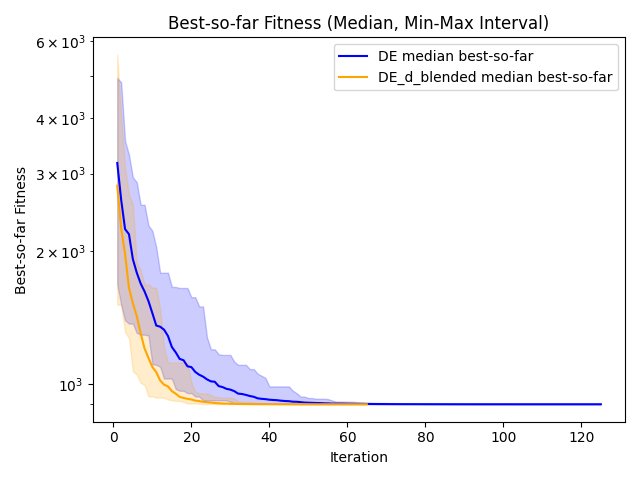 Best-so-far Fitness (Median, Min-Max Interval)
DE median best-so-far
DE_d_blended median best-so-far
6 × 10³
4 × 10³
3 × 10³
2 × 10³
10³
Best-so-far Fitness
0 20 40 60 80 100 120
Iteration